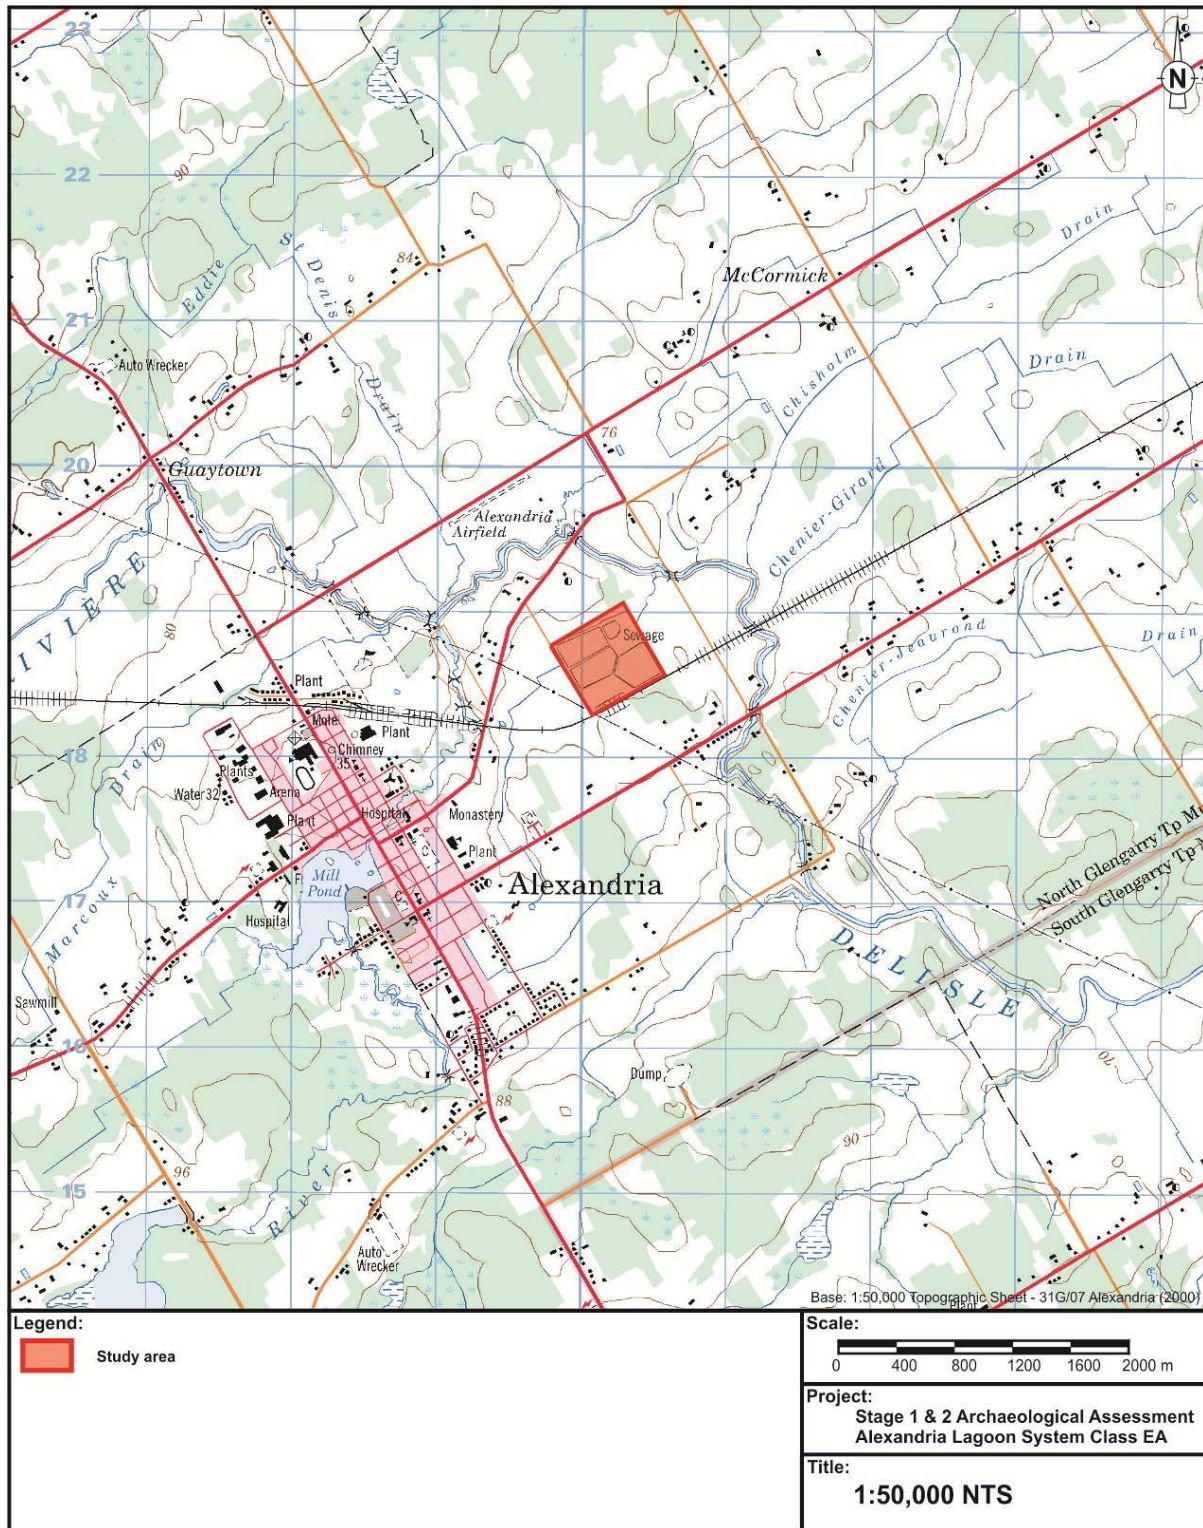 23
N
22
90
Eddie
St Denis
Drain
84
McCormick
Drain
21
Auto Wrecker
Chisholm
Drain
76
20
Guaytown
Alexandria
Airfield
Chenier-Girard
RIVIERE
80
Sewage
Chenier-Jeaurond
Drain
Plant
Drain
Plant
Chimney
35
18
Plants
Water 32
Arena
Hospital
Monastery
Plant
Plant
C
Mill
Pond
Alexandria
F
C
17
Hospital
Marcoux
North Glengarry Tp
South Glengarry Tp
DELISLE
Sawmill
16
Dump
70
88
90
96
15
River
Auto
Wrecker
Plant
Base: 1:50,000 Topographic Sheet - 31G/07 Alexandria (2000)
Legend:
Study area
Scale:
0 400 800 1200 1600 2000 m
Project:
Stage 1 & 2 Archaeological Assessment
Alexandria Lagoon System Class EA
Title:
1:50,000 NTS